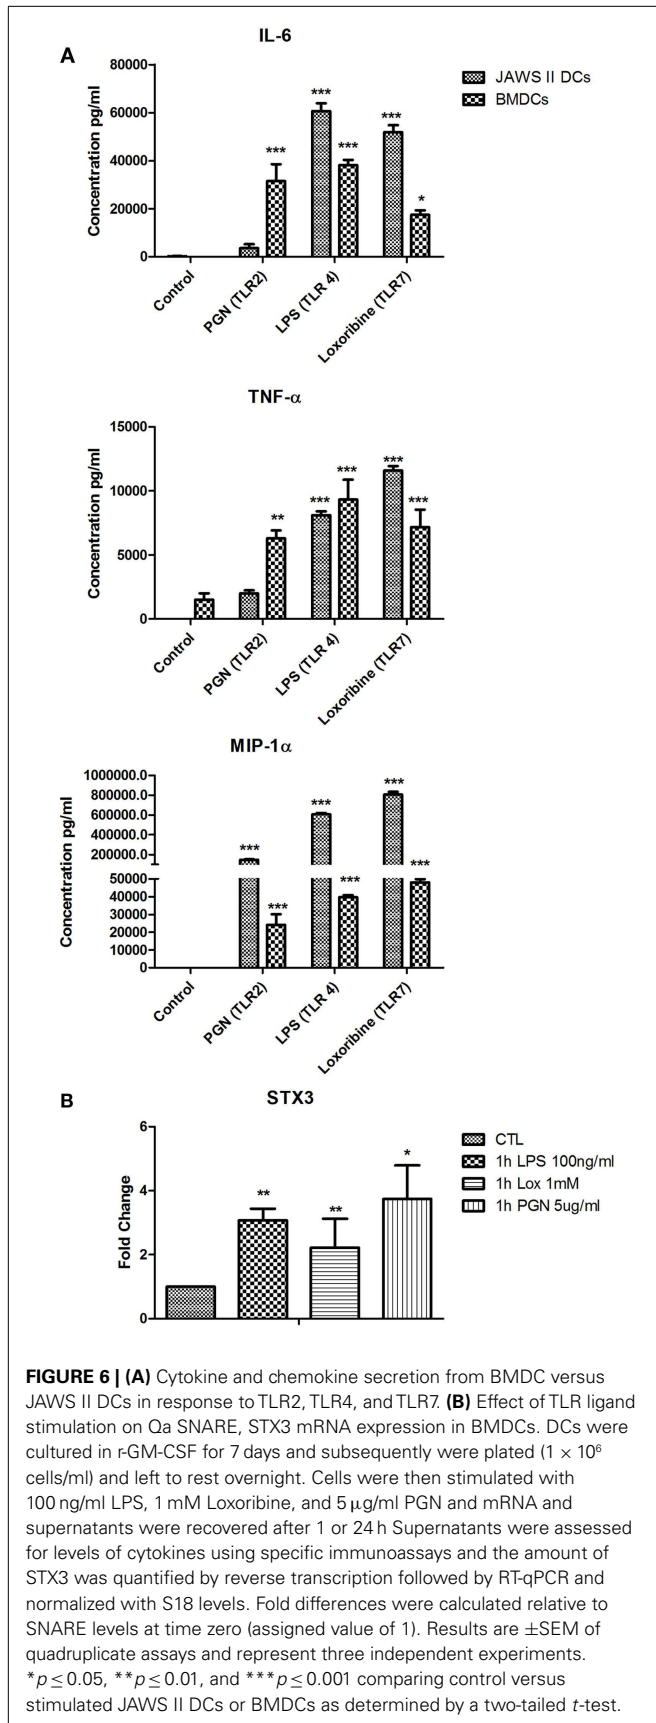 A
IL-6
JAWS II DCs
BMDCs
Concentration pg/ml
80000
60000
40000
20000
0
***
***
***
***
*
Control
PGN (TLR2)
LPS (TLR 4)
Loxoribine (TLR7)
TNF-α
Concentration pg/ml
15000
10000
5000
0
**
***
***
***
***
Control
PGN (TLR2)
LPS (TLR 4)
Loxoribine (TLR7)
MIP-1α
Concentration pg/ml
1000000.0
800000.0
600000.0
400000.0
200000.0
50000
40000
30000
20000
10000
0
***
***
***
***
***
***
Control
PGN (TLR2)
LPS (TLR 4)
Loxoribine (TLR7)
B
STX3
CTL
1h LPS 100ng/ml
1h Lox 1mM
1h PGN 5ug/ml
Fold Change
6
4
2
0
**
**
*
FIGURE 6 | (A) Cytokine and chemokine secretion from BMDC versus
JAWS II DCs in response to TLR2, TLR4, and TLR7. (B) Effect of TLR ligand
stimulation on Qa SNARE, STX3 mRNA expression in BMDCs. DCs were
cultured in r-GM-CSF for 7 days and subsequently were plated (1 × 10⁶
cells/ml) and left to rest overnight. Cells were then stimulated with
100 ng/ml LPS, 1 mM Loxoribine, and 5 μg/ml PGN and mRNA and
supernatants were recovered after 1 or 24 h Supernatants were assessed
for levels of cytokines using specific immunoassays and the amount of
STX3 was quantified by reverse transcription followed by RT-qPCR and
normalized with S18 levels. Fold differences were calculated relative to
SNARE levels at time zero (assigned value of 1). Results are ±SEM of
quadruplicate assays and represent three independent experiments.
*p ≤ 0.05, **p ≤ 0.01, and ***p ≤ 0.001 comparing control versus
stimulated JAWS II DCs or BMDCs as determined by a two-tailed t-test.